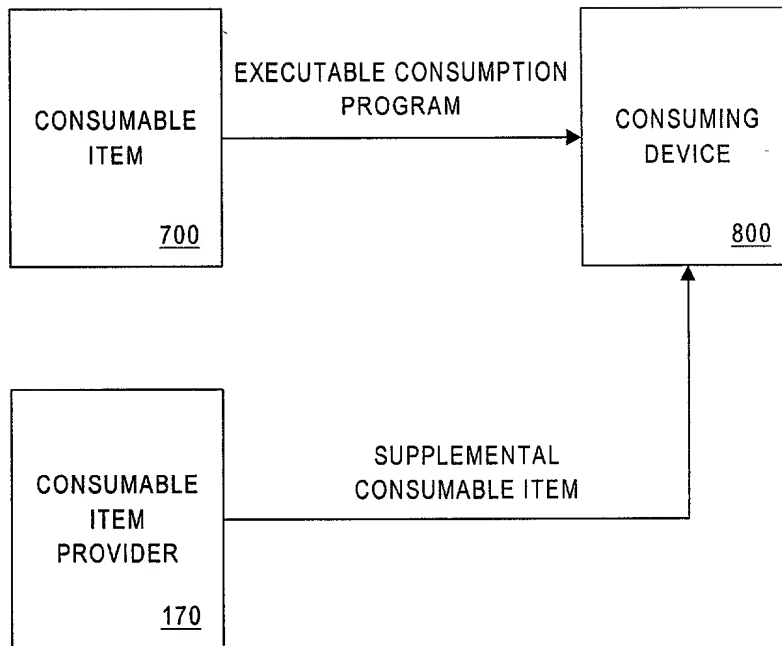 CONSUMABLE
ITEM
700
EXECUTABLE CONSUMPTION
PROGRAM
CONSUMING
DEVICE
800
CONSUMABLE
ITEM
PROVIDER
170
SUPPLEMENTAL
CONSUMABLE ITEM